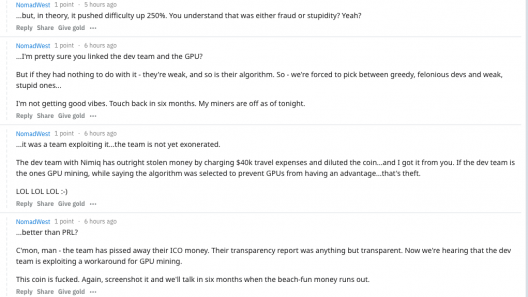 NomadWest 1 point · 5 hours ago
...but, in theory, it pushed difficulty up 250%. You understand that was either fraud or stupidity? Yeah?
Reply Share Give gold •••
NomadWest 1 point · 6 hours ago
...I'm pretty sure you linked the dev team and the GPU?
But if they had nothing to do with it - they're weak, and so is their algorithm. So - we're forced to pick between greedy, felonious devs and weak,
stupid ones...
I'm not getting good vibes. Touch back in six months. My miners are off as of tonight.
Reply Share Give gold •••
NomadWest 1 point · 6 hours ago
...it was a team exploiting it...the team is not yet exonerated.
The dev team with Nimiq has outright stolen money by charging $40k travel expenses and diluted the coin...and I got it from you. If the dev team is
the ones GPU mining, while saying the algorithm was selected to prevent GPUs from having an advantage...that's theft.
LOL LOL LOL :-)
Reply Share Give gold •••
NomadWest 1 point · 6 hours ago
...better than PRL?
C'mon, man - the team has pissed away their ICO money. Their transparency report was anything but transparent. Now we're hearing that the dev
team is exploiting a workaround for GPU mining.
This coin is fucked. Again, screenshot it and we'll talk in six months when the beach-fun money runs out.
Reply Share Give gold •••